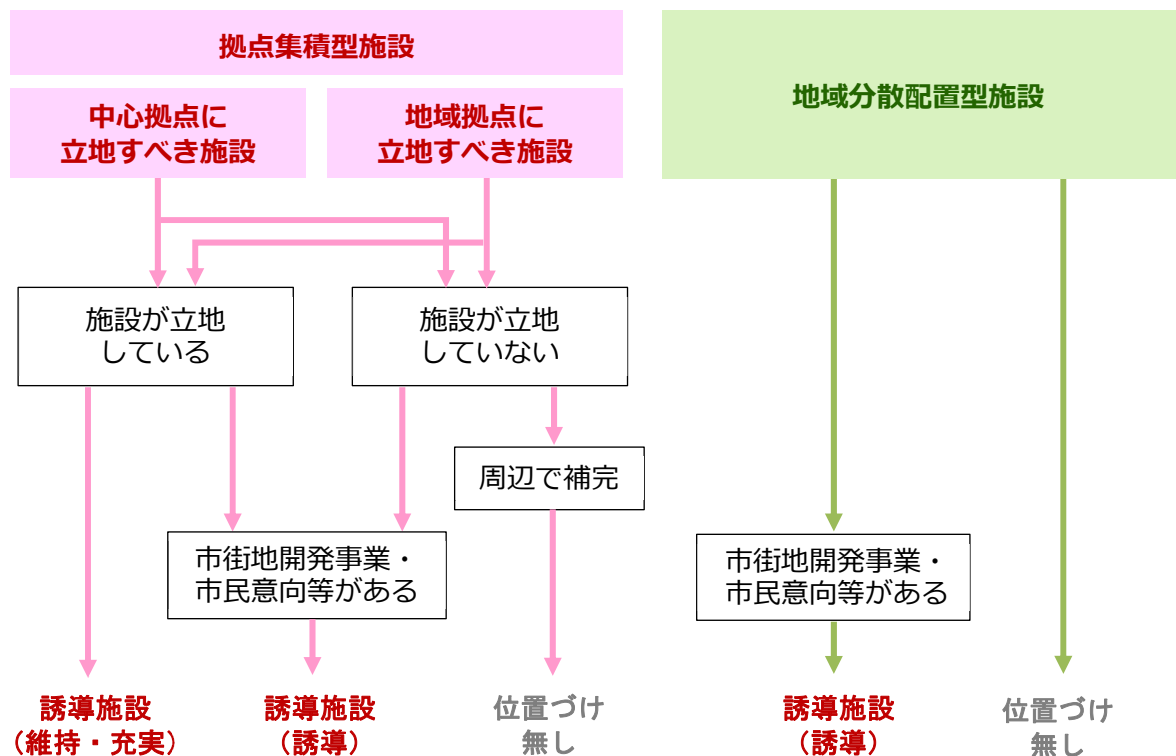 拠点集積型施設
中心拠点に
立地すべき施設
地域拠点に
立地すべき施設
地域分散配置型施設
施設が立地
している
施設が立地
していない
周辺で補完
市街地開発事業・
市民意向等がある
市街地開発事業・
市民意向等がある
誘導施設
（維持・充実）
誘導施設
（誘導）
位置づけ
無し
誘導施設
（誘導）
位置づけ
無し